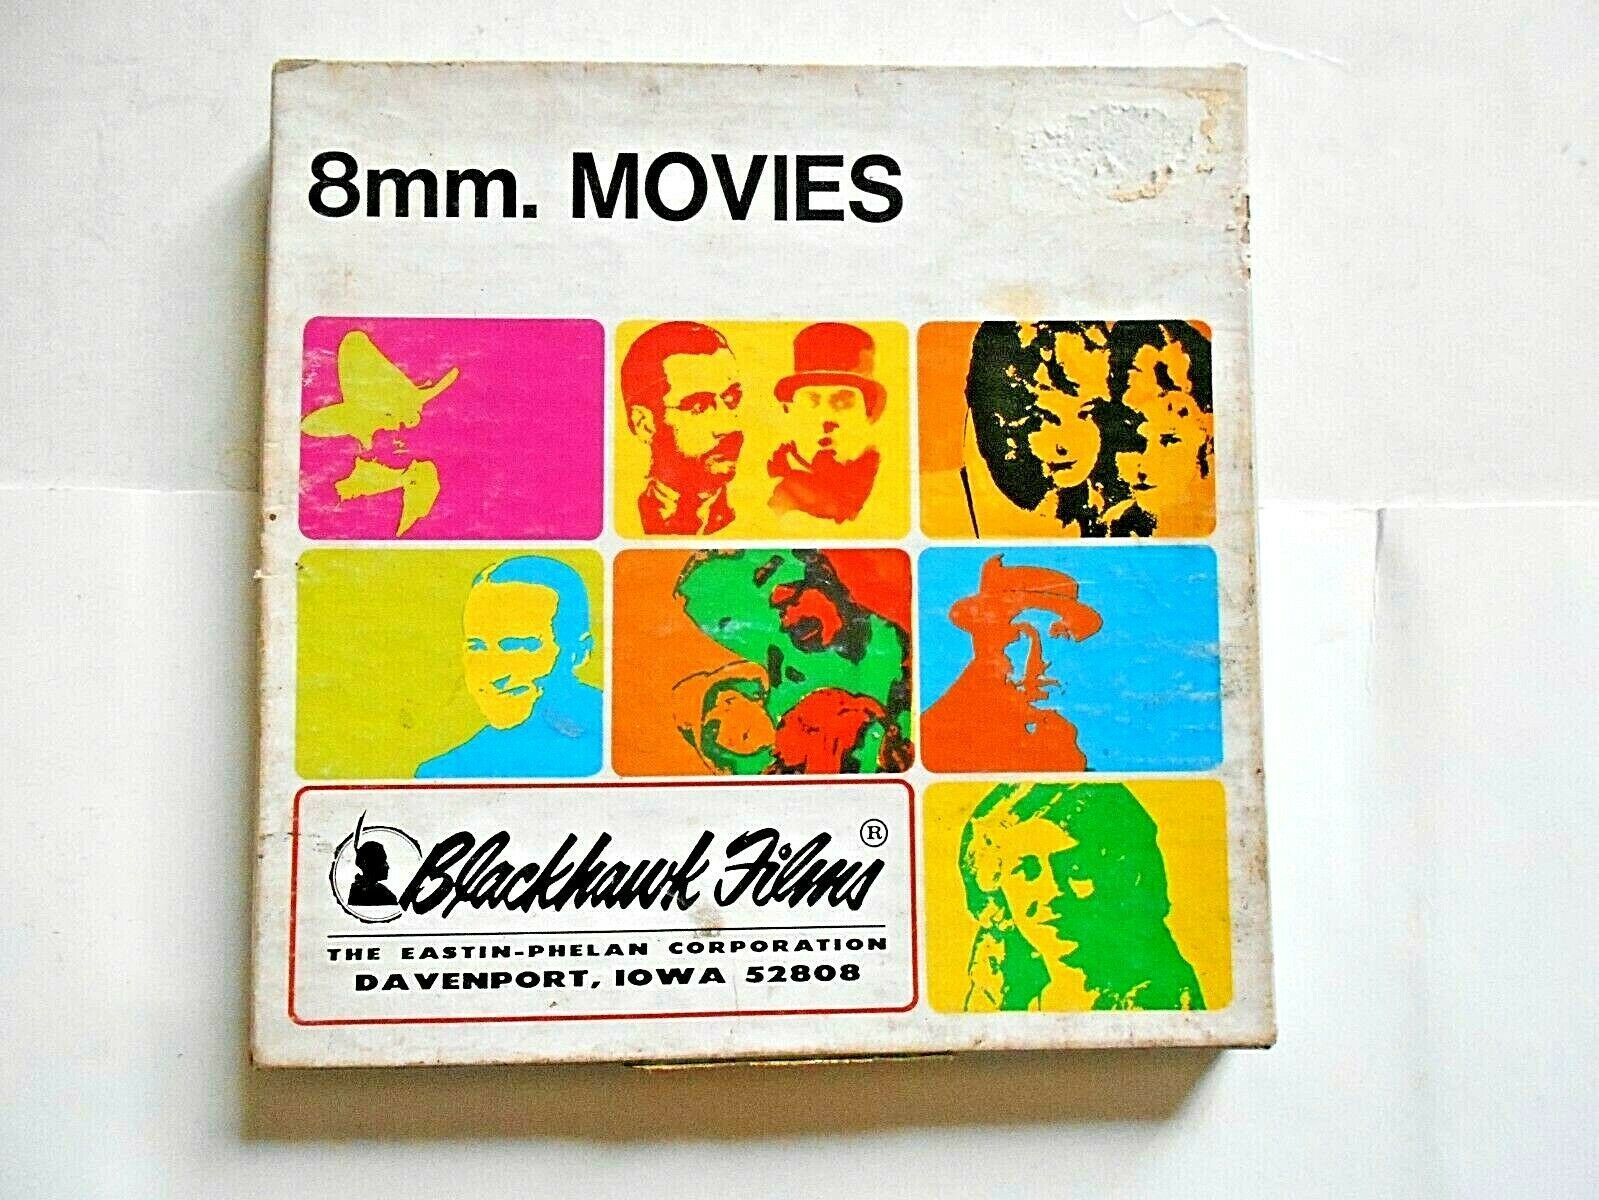 8mm. MOVIES
Blackhawk Films ®
THE EASTIN-PHELAN CORPORATION
DAVENPORT, IOWA 52808